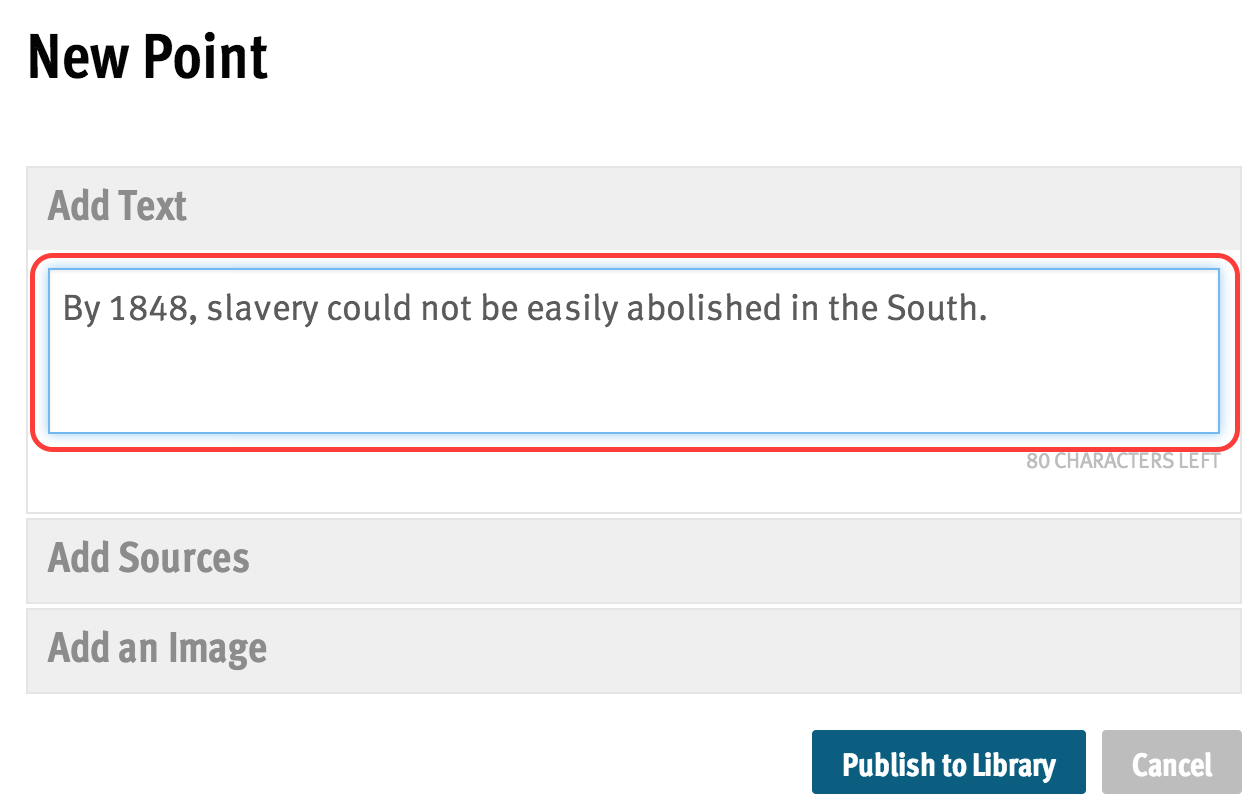 New Point
Add Text
By 1848, slavery could not be easily abolished in the South.
80 CHARACTERS LEFT
Add Sources
Add an Image
Publish to Library
Cancel